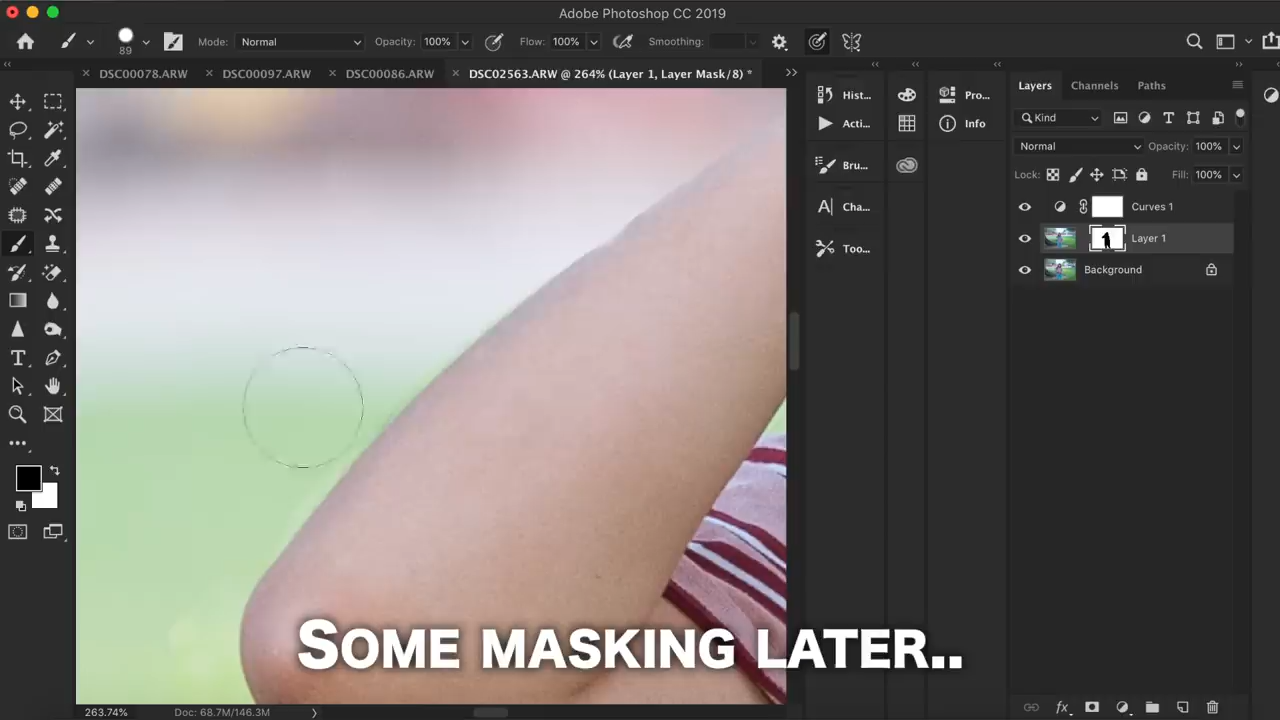 Adobe Photoshop CC 2019
89
Mode: Normal
Opacity: 100%
Flow: 100%
Smoothing:
DSC00078.ARW
DSC00097.ARW
DSC00086.ARW
DSC02563.ARW @ 264% (Layer 1, Layer Mask/8) *
Hist...
Acti...
Bru...
Cha...
Too...
Pro...
Info
Layers
Channels
Paths
Kind
Normal
Opacity: 100%
Lock:
Fill: 100%
Curves 1
Layer 1
Background
SOME MASKING LATER..
263.74%
Doc: 68.7M/146.3M